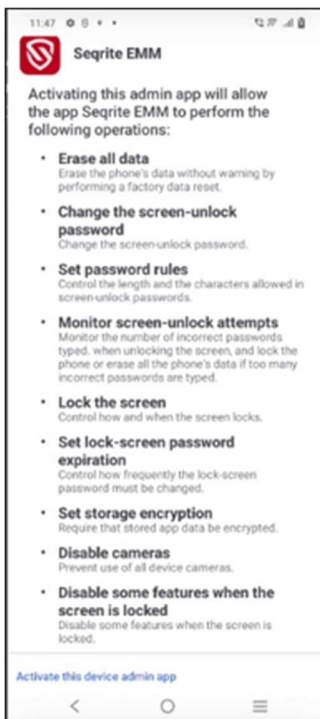 11:47
Seqrite EMM
Activating this admin app will allow
the app Seqrite EMM to perform the
following operations:
• Erase all data
Erase the phone's data without warning by
performing a factory data reset.
• Change the screen-unlock
password
Change the screen-unlock password.
• Set password rules
Control the length and the characters allowed in
screen-unlock passwords.
• Monitor screen-unlock attempts
Monitor the number of incorrect passwords
typed. when unlocking the screen, and lock the
phone or erase all the phone's data if too many
incorrect passwords are typed.
• Lock the screen
Control how and when the screen locks.
• Set lock-screen password
expiration
Control how frequently the lock-screen
password must be changed.
• Set storage encryption
Require that stored app data be encrypted.
• Disable cameras
Prevent use of all device cameras.
• Disable some features when the
screen is locked
Disable some features when the screen is
locked.
Activate this device admin app